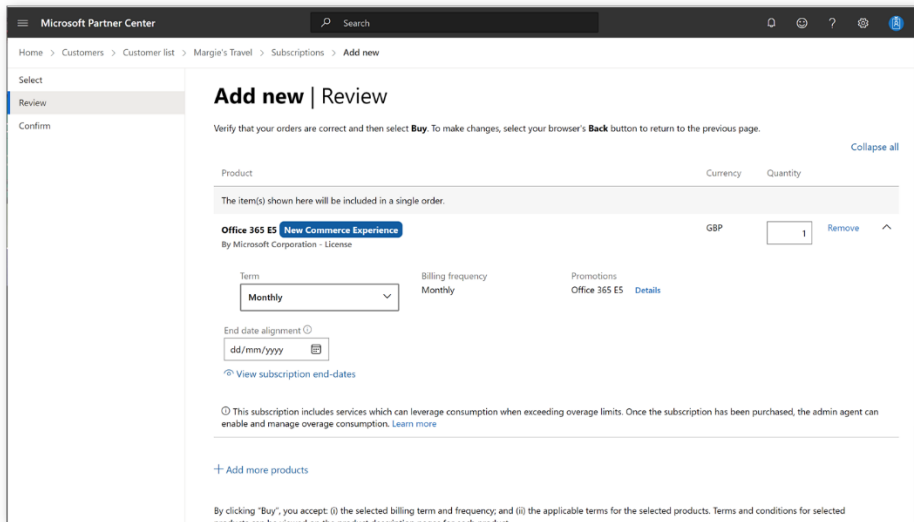 Microsoft Partner Center
Search
?
Home > Customers > Customer list > Margie's Travel > Subscriptions > Add new
Select
Review
Confirm
Add new | Review
Verify that your orders are correct and then select Buy. To make changes, select your browser's Back button to return to the previous page.
Collapse all
Product Currency Quantity
The item(s) shown here will be included in a single order.
Office 365 E5 New Commerce Experience GBP 1 Remove
By Microsoft Corporation - License
Term Billing frequency Promotions
Monthly Monthly Office 365 E5 Details
End date alignment
dd/mm/yyyy
View subscription end-dates
This subscription includes services which can leverage consumption when exceeding overage limits. Once the subscription has been purchased, the admin agent can
enable and manage overage consumption. Learn more
+ Add more products
By clicking "Buy", you accept: (i) the selected billing term and frequency; and (ii) the applicable terms for the selected products. Terms and conditions for selected